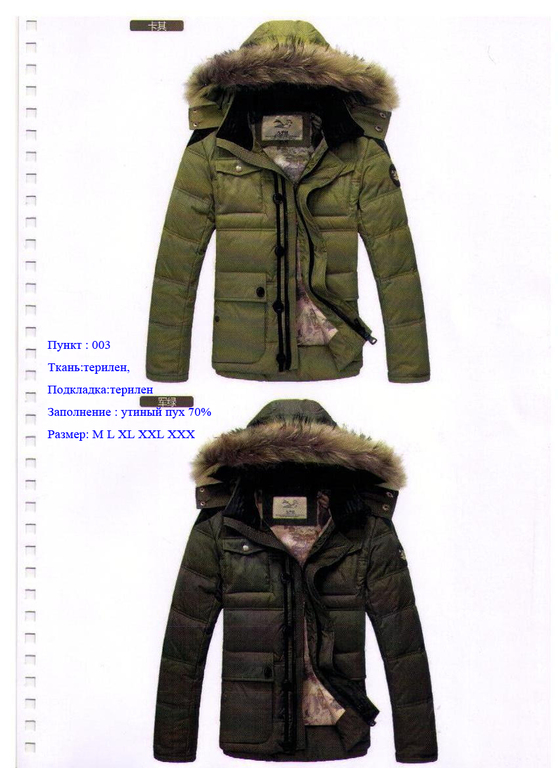 卡其
Пункт : 003
Ткань:терилен,
Подкладка:терилен
军绿
Заполнение : утиный пух 70%
Размер: M L XL XXL XXX